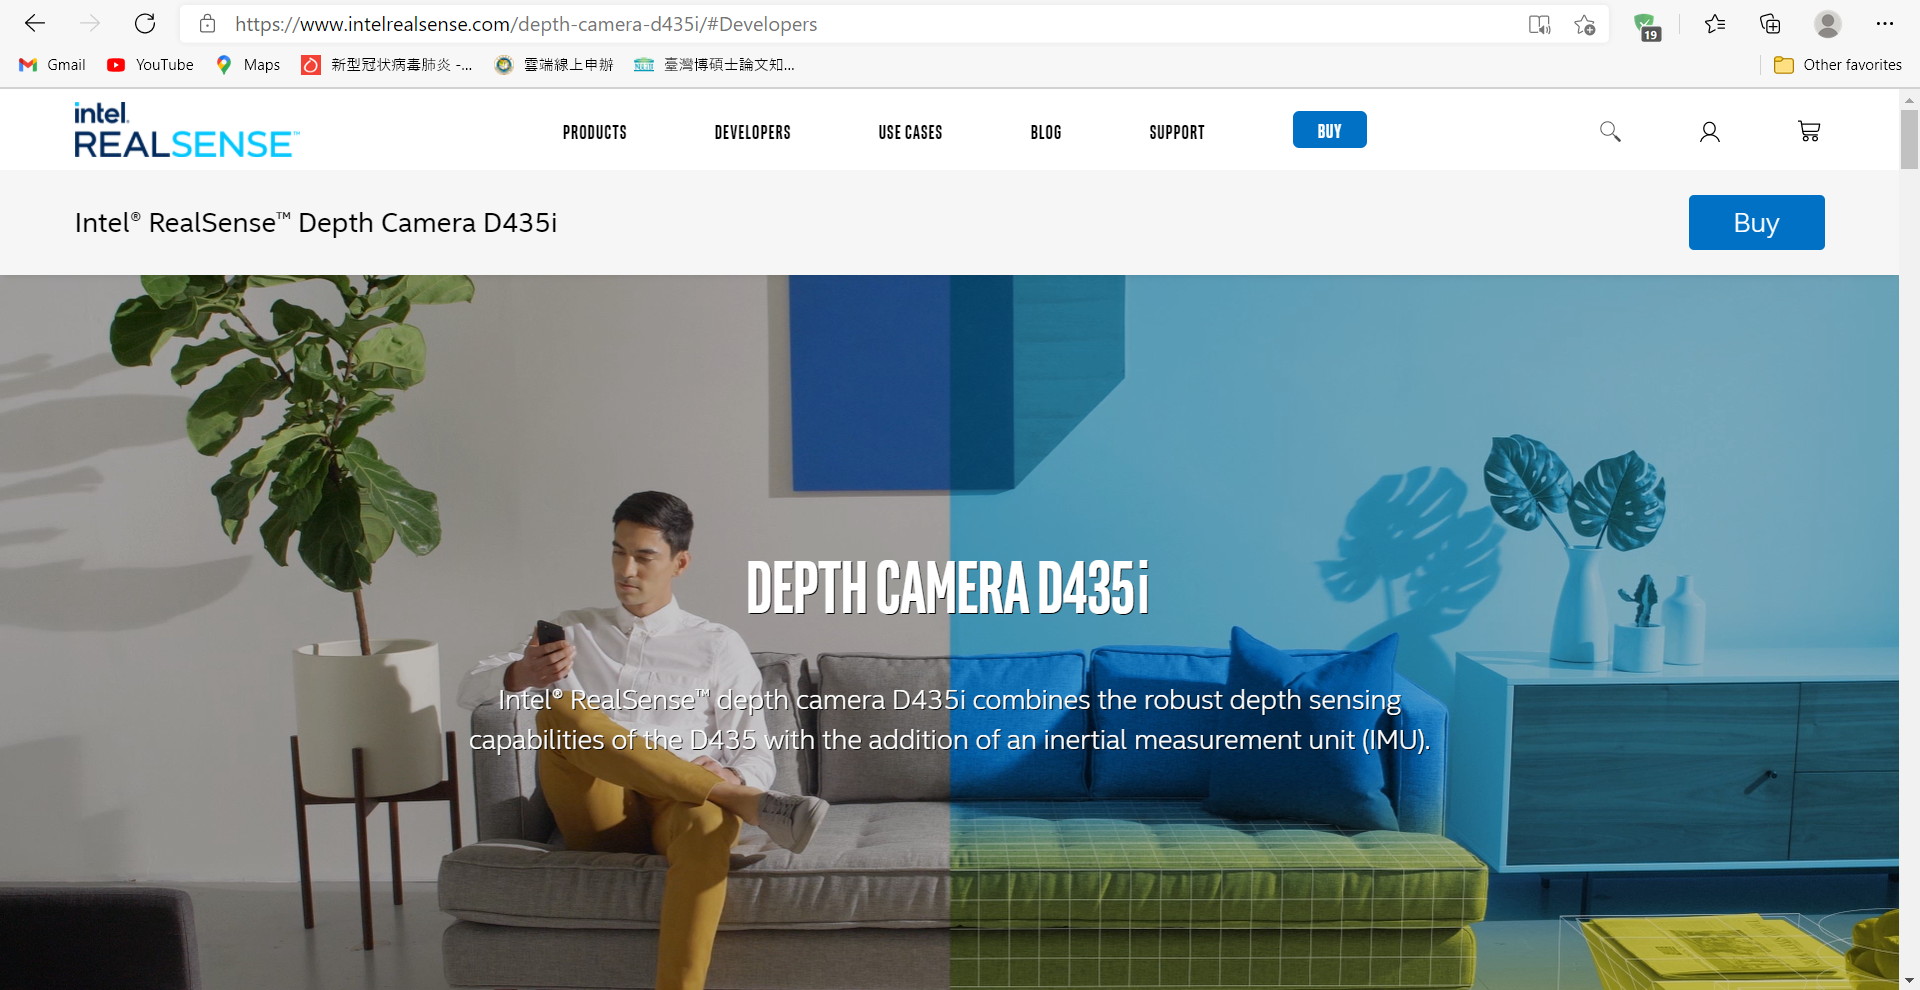 https://www.intelrealsense.com/depth-camera-d435i/#Developers
19
Gmail
YouTube
Maps
新型冠状病毒肺炎 -...
雲端線上申辦
臺灣博碩士論文知...
Other favorites
intel.
REALSENSE™
PRODUCTS
DEVELOPERS
USE CASES
BLOG
SUPPORT
BUY
Intel® RealSense™ Depth Camera D435i
Buy
DEPTH CAMERA D435i
Intel® RealSense™ depth camera D435i combines the robust depth sensing
capabilities of the D435 with the addition of an inertial measurement unit (IMU).